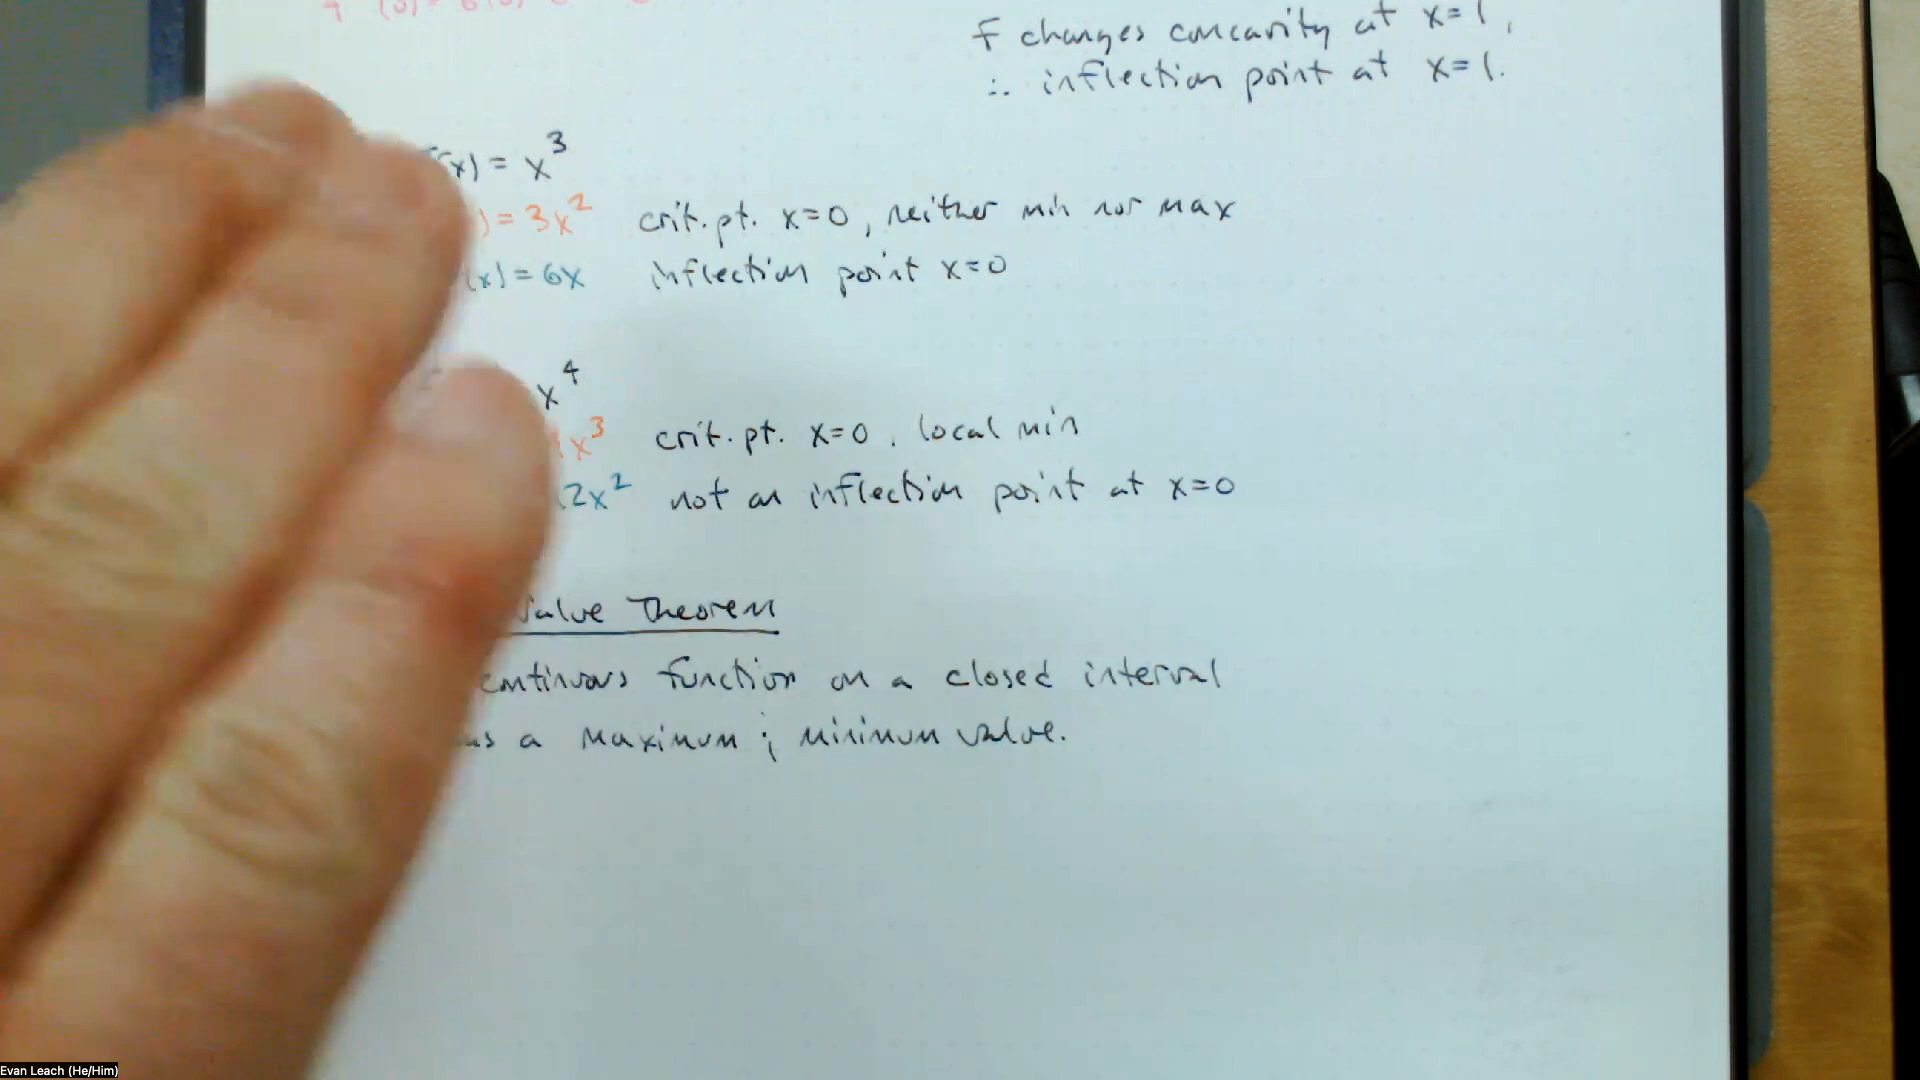 f changes concavity at x=1,
∴ inflection point at x=1.
(x) = x³
) = 3x² crit. pt. x=0, neither min nor max
(x) = 6x inflection point x=0
x⁴
x³ crit. pt. x=0. local min
2x² not an inflection point at x=0
Value Theorem
continuous function on a closed interval
a maximum ; minimum value.
Evan Leach (He/Him)